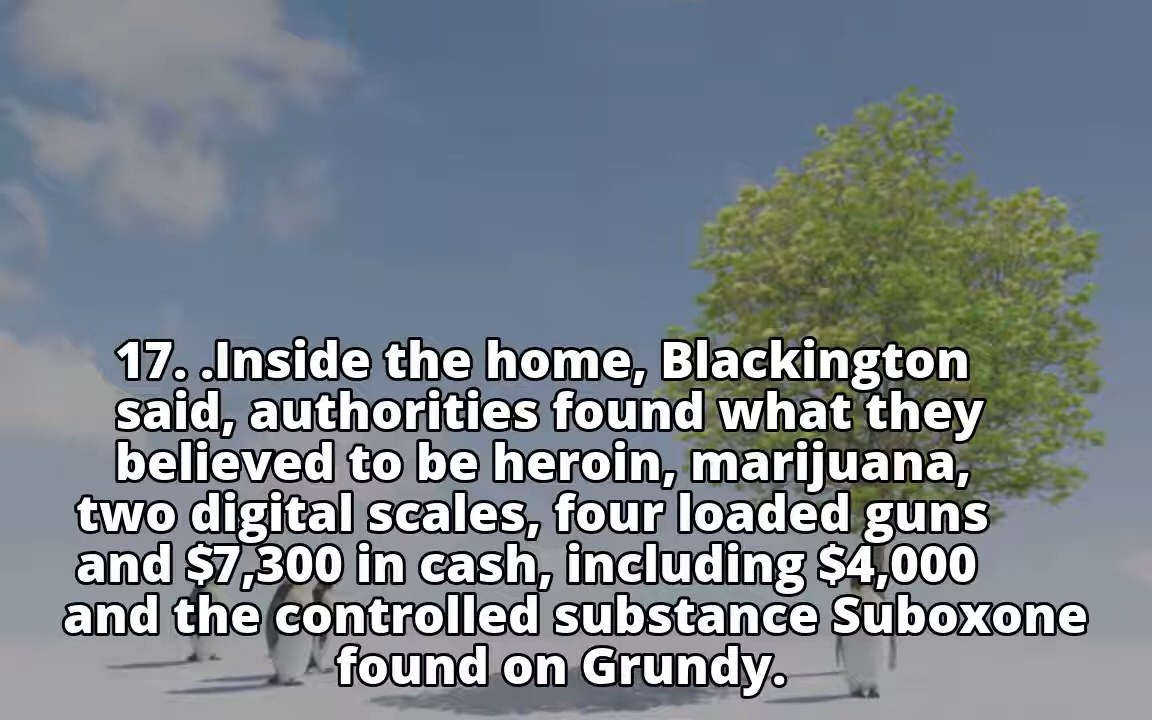 17. .Inside the home, Blackington
said, authorities found what they
believed to be heroin, marijuana,
two digital scales, four loaded guns
and $7,300 in cash, including $4,000
and the controlled substance Suboxone
found on Grundy.